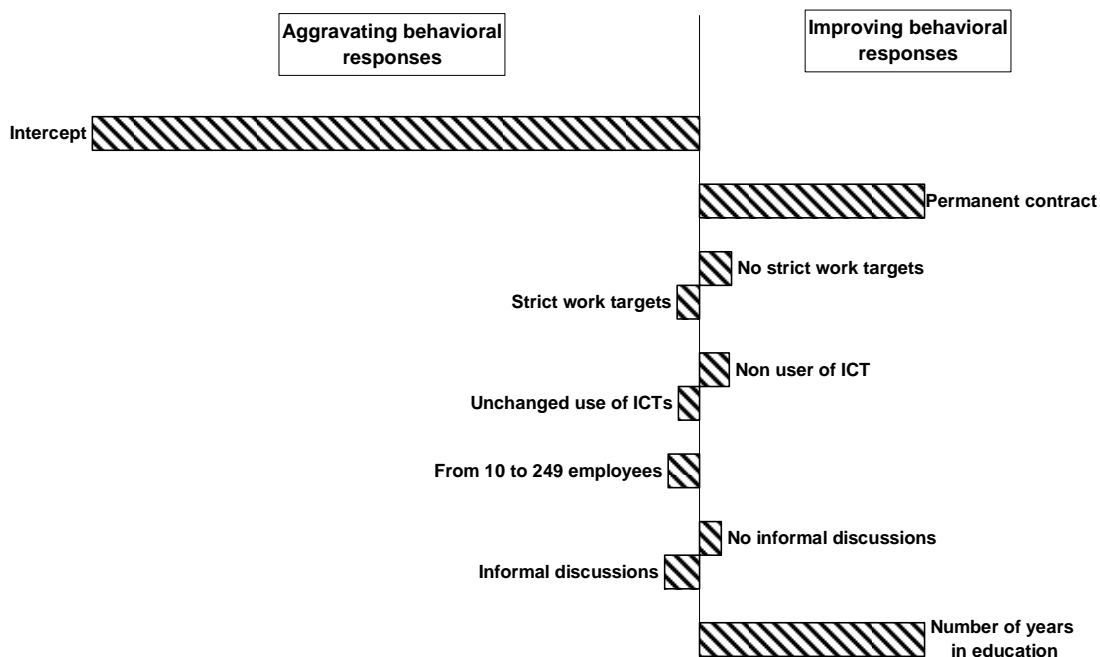 Aggravating behavioral
responses
Improving behavioral
responses
Intercept
Permanent contract
No strict work targets
Strict work targets
Non user of ICT
Unchanged use of ICTs
From 10 to 249 employees
No informal discussions
Informal discussions
Number of years
in education